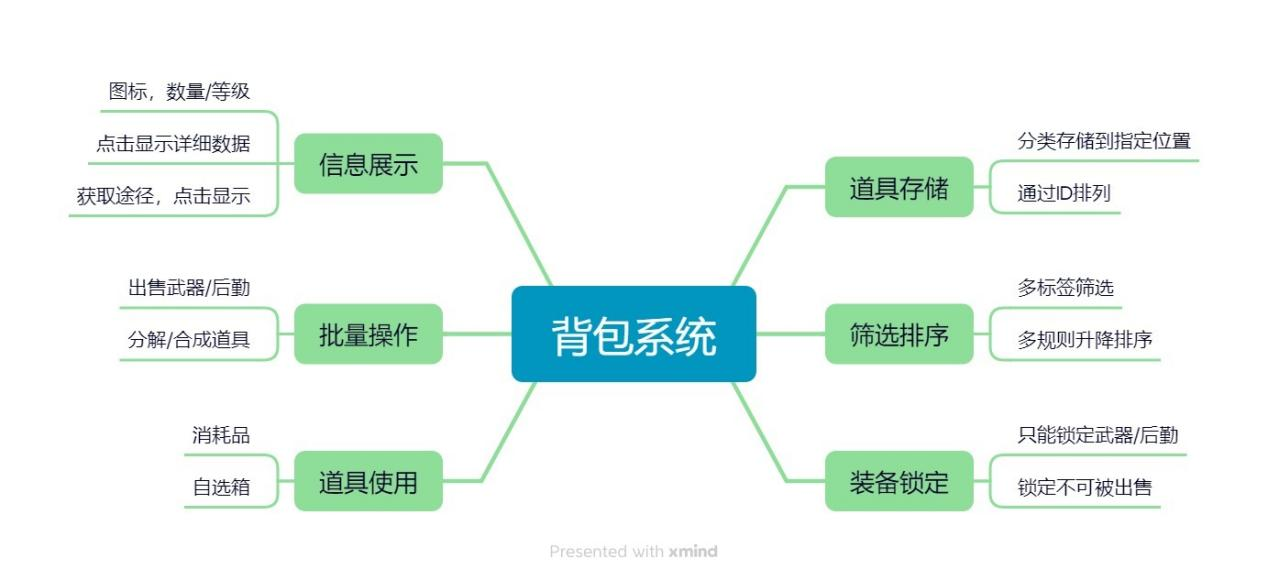 背包系统
道具存储
分类存储到指定位置
通过ID排列
筛选排序
多标签筛选
多规则升降排序
装备锁定
只能锁定武器/后勤
锁定不可被出售
信息展示
图标，数量/等级
点击显示详细数据
获取途径，点击显示
批量操作
出售武器/后勤
分解/合成道具
道具使用
消耗品
自选箱
Presented with xmind